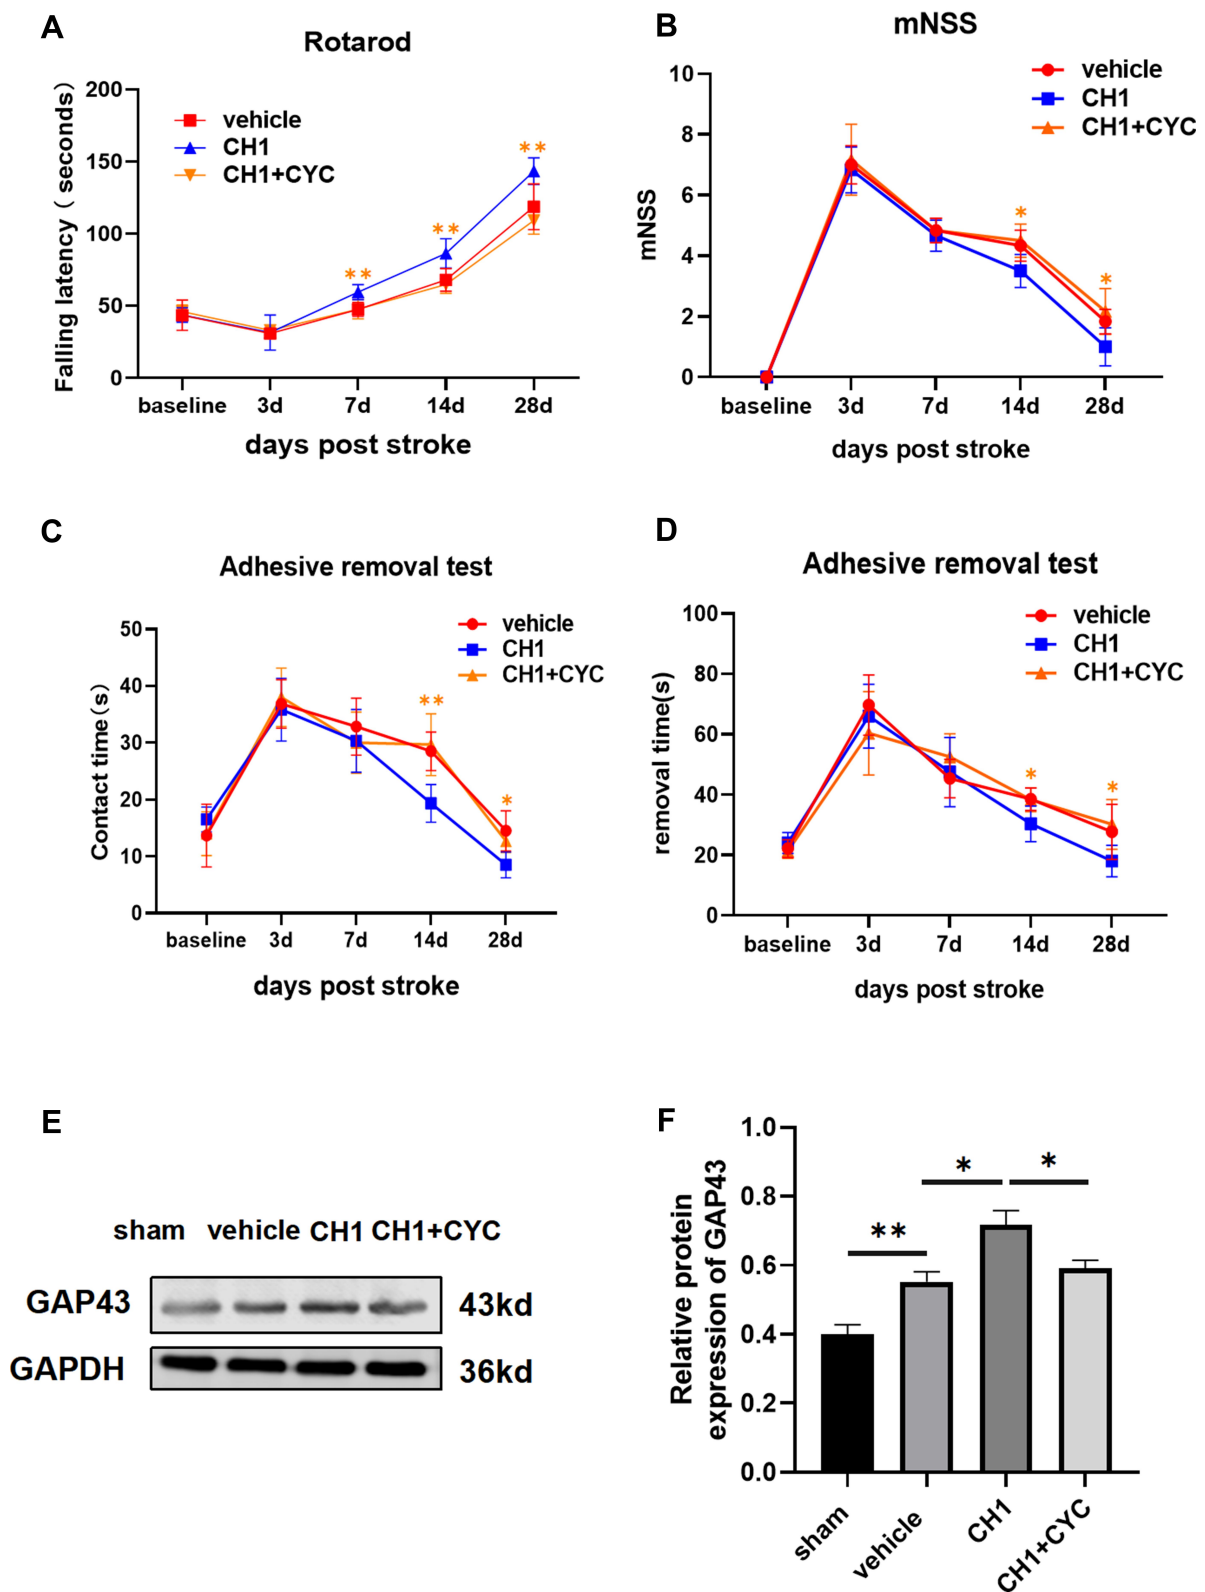 A
Rotarod
Falling latency ( seconds)
200
150
100
50
0
vehicle
CH1
CH1+CYC
**
**
**
baseline 3d 7d 14d 28d
days post stroke
B
mNSS
mNSS
10
8
6
4
2
0
vehicle
CH1
CH1+CYC
*
*
baseline 3d 7d 14d 28d
days post stroke
C
Adhesive removal test
Contact time(s)
50
40
30
20
10
0
vehicle
CH1
CH1+CYC
**
*
baseline 3d 7d 14d 28d
days post stroke
D
Adhesive removal test
removal time(s)
100
80
60
40
20
0
vehicle
CH1
CH1+CYC
*
*
baseline 3d 7d 14d 28d
days post stroke
E
sham vehicle CH1 CH1+CYC
GAP43 43kd
GAPDH 36kd
F
Relative protein
expression of GAP43
1.0
0.8
0.6
0.4
0.2
0.0
**
*
*
sham
vehicle
CH1
CH1+CYC